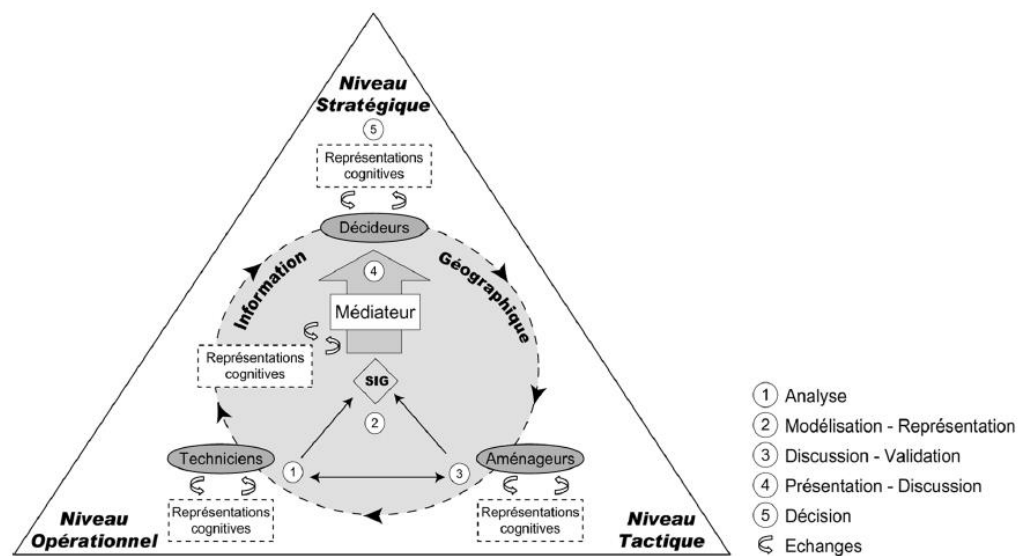 Niveau
Stratégique
5
Représentations
cognitives
Décideurs
Information
Géographique
4
Médiateur
Représentations
cognitives
SIG
2
Techniciens
1
3
Aménageurs
Représentations
cognitives
Représentations
cognitives
Niveau
Opérationnel
Niveau
Tactique
1 Analyse
2 Modélisation - Représentation
3 Discussion - Validation
4 Présentation - Discussion
5 Décision
Echanges